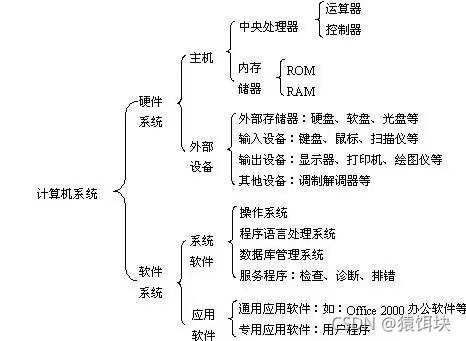 计算机系统
硬件
系统
主机
中央处理器
运算器
控制器
内存
储器
ROM
RAM
外部
设备
外部存储器：硬盘、软盘、光盘等
输入设备：键盘、鼠标、扫描仪等
输出设备：显示器、打印机、绘图仪等
其他设备：调制解调器等
软件
系统
系统
软件
操作系统
程序语言处理系统
数据库管理系统
服务程序：检查、诊断、排错
应用
软件
通用应用软件：如：Office 2000 办公软件等
专用应用软件：用户程序
CSDN @猿饵块